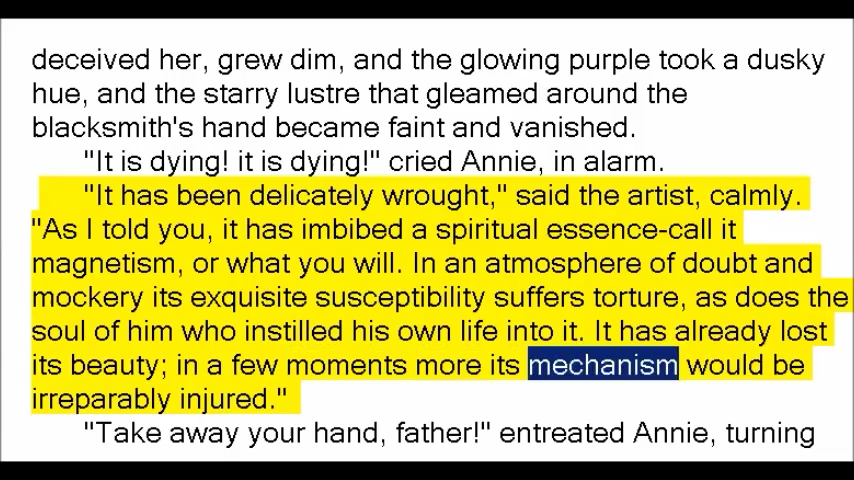 deceived her, grew dim, and the glowing purple took a dusky
hue, and the starry lustre that gleamed around the
blacksmith's hand became faint and vanished.
"It is dying! it is dying!" cried Annie, in alarm.
"It has been delicately wrought," said the artist, calmly.
"As I told you, it has imbibed a spiritual essence-call it
magnetism, or what you will. In an atmosphere of doubt and
mockery its exquisite susceptibility suffers torture, as does the
soul of him who instilled his own life into it. It has already lost
its beauty; in a few moments more its mechanism would be
irreparably injured."
"Take away your hand, father!" entreated Annie, turning